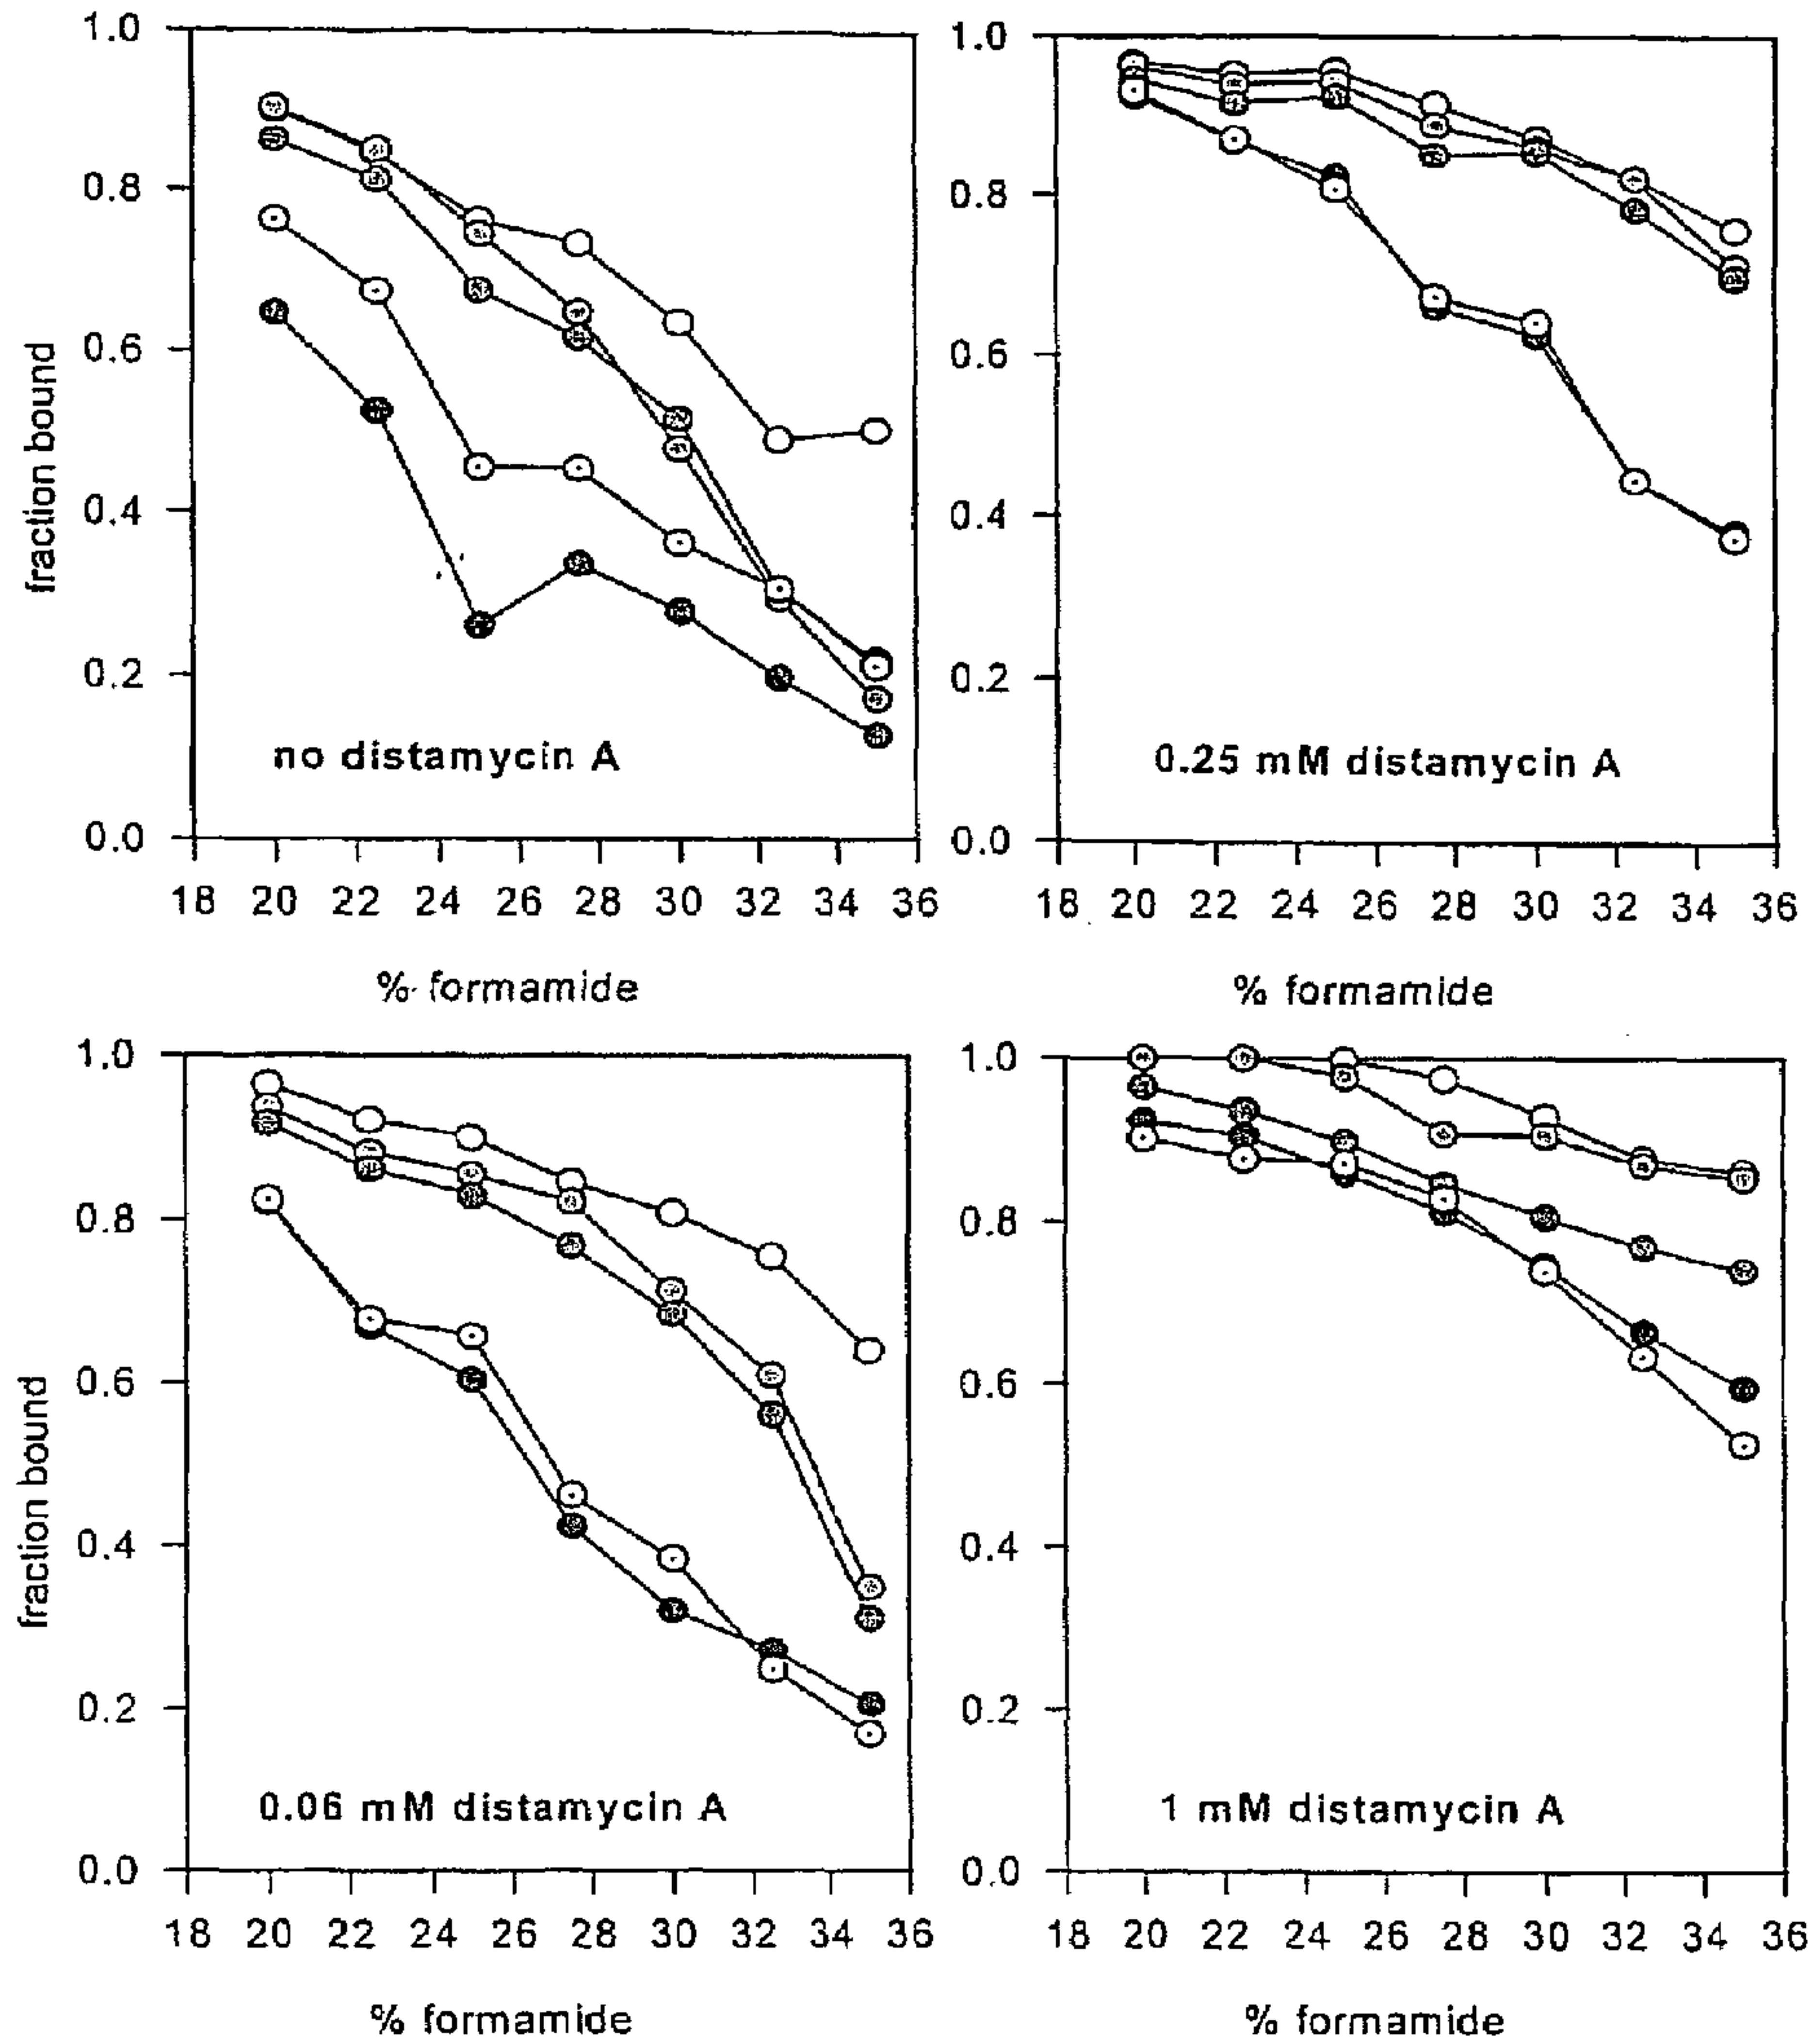 1.0
0.8
0.6
0.4
0.2
0.0
fraction bound
no distamycin A
18 20 22 24 26 28 30 32 34 36
% formamide
1.0
0.8
0.6
0.4
0.2
0.0
0.25 mM distamycin A
18 20 22 24 26 28 30 32 34 36
% formamide
1.0
0.8
0.6
0.4
0.2
0.0
fraction bound
0.06 mM distamycin A
18 20 22 24 26 28 30 32 34 36
% formamide
1.0
0.8
0.6
0.4
0.2
0.0
1 mM distamycin A
18 20 22 24 26 28 30 32 34 36
% formamide